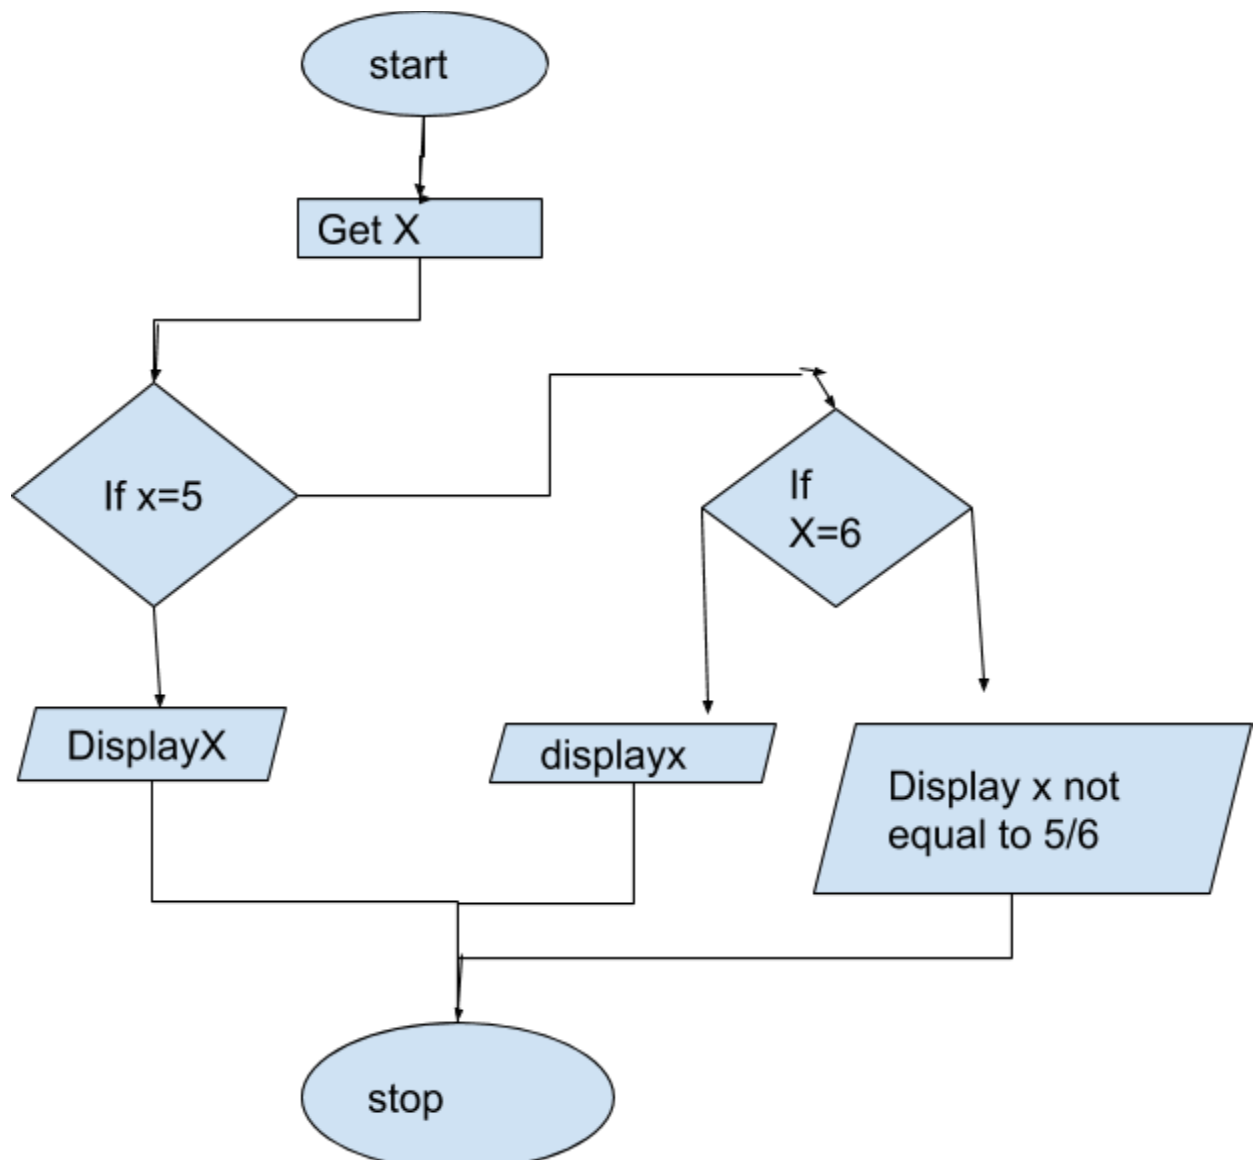 start
Get X
If x=5
If
X=6
DisplayX
displayx
Display x not
equal to 5/6
stop